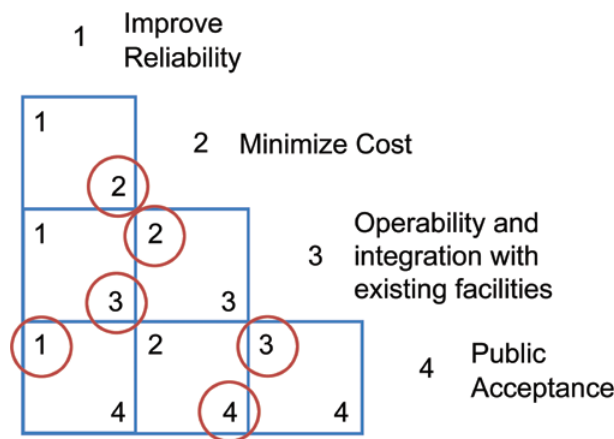 1 Improve
Reliability
1
2 Minimize Cost
2
1 2 Operability and
3 integration with
existing facilities
3 3
1 2 3
4 Public
Acceptance
4 4 4